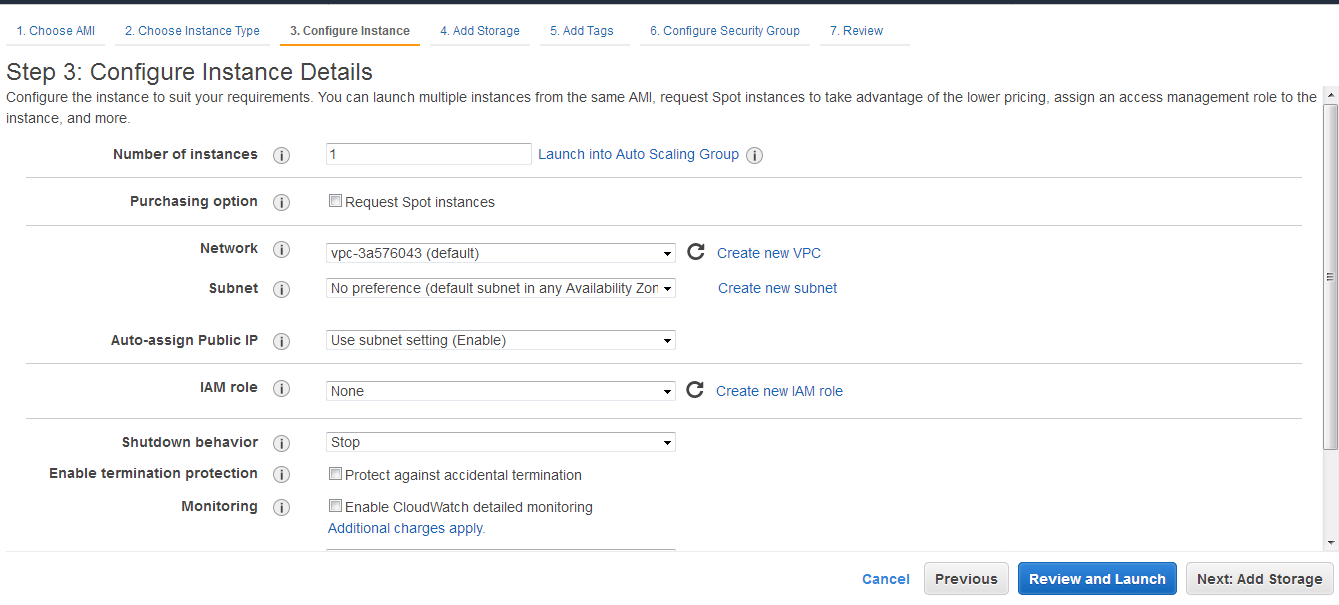 1. Choose AMI 2. Choose Instance Type 3. Configure Instance 4. Add Storage 5. Add Tags 6. Configure Security Group 7. Review
Step 3: Configure Instance Details
Configure the instance to suit your requirements. You can launch multiple instances from the same AMI, request Spot instances to take advantage of the lower pricing, assign an access management role to the
instance, and more.
Number of instances i 1 Launch into Auto Scaling Group i
Purchasing option i Request Spot instances
Network i vpc-3a576043 (default) Create new VPC
Subnet i No preference (default subnet in any Availability Zon Create new subnet
Auto-assign Public IP i Use subnet setting (Enable)
IAM role i None Create new IAM role
Shutdown behavior i Stop
Enable termination protection i Protect against accidental termination
Monitoring i Enable CloudWatch detailed monitoring
Additional charges apply.
Cancel Previous Review and Launch Next: Add Storage